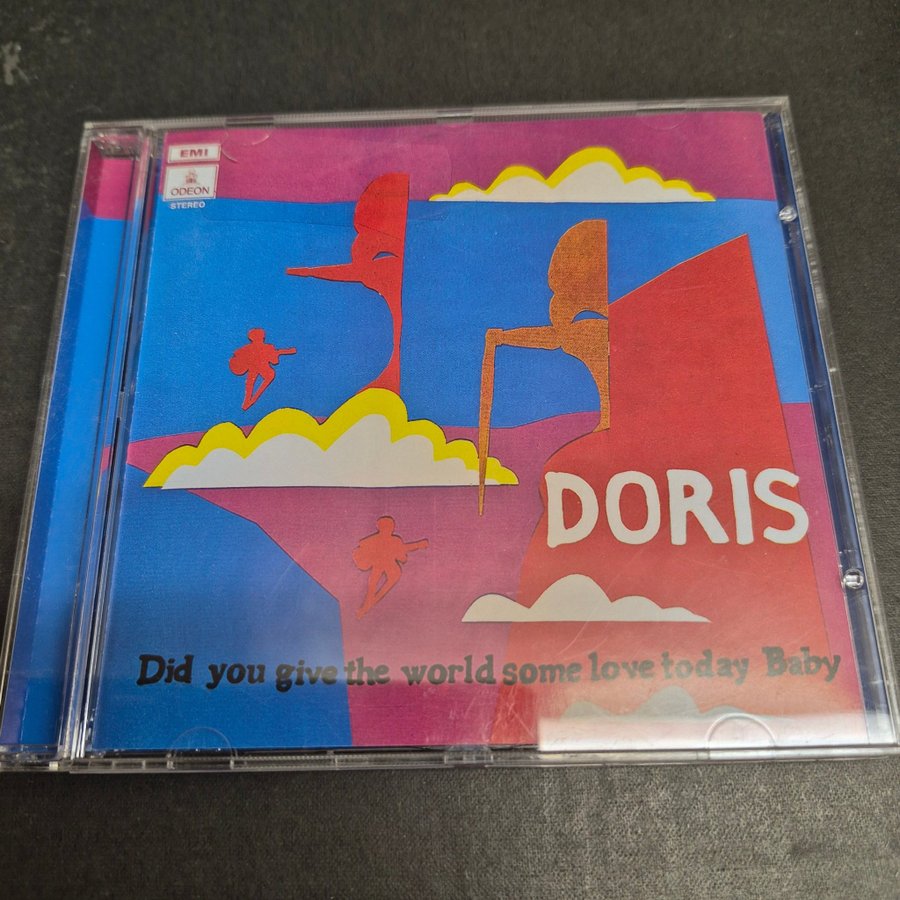 EMI
ODEON
STEREO
DORIS
Did you give the world some love today Baby